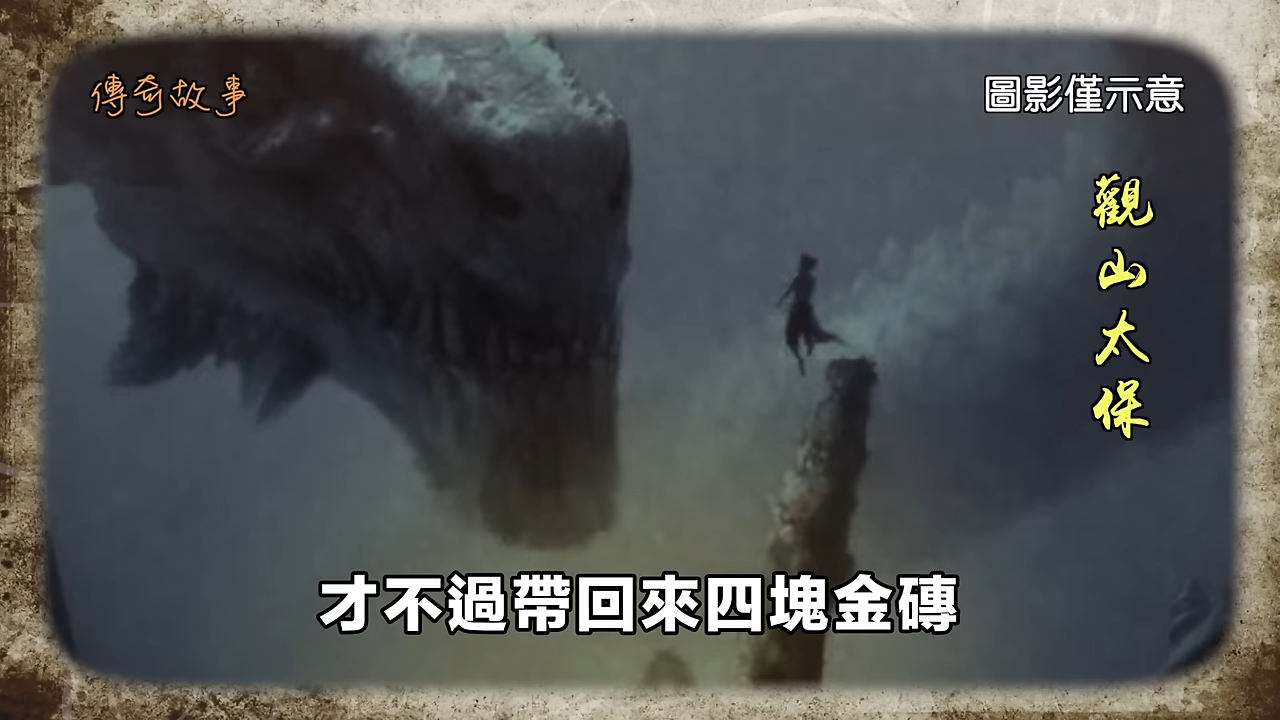 傳奇故事
圖影僅示意
觀山太保
才不過帶回來四塊金磚